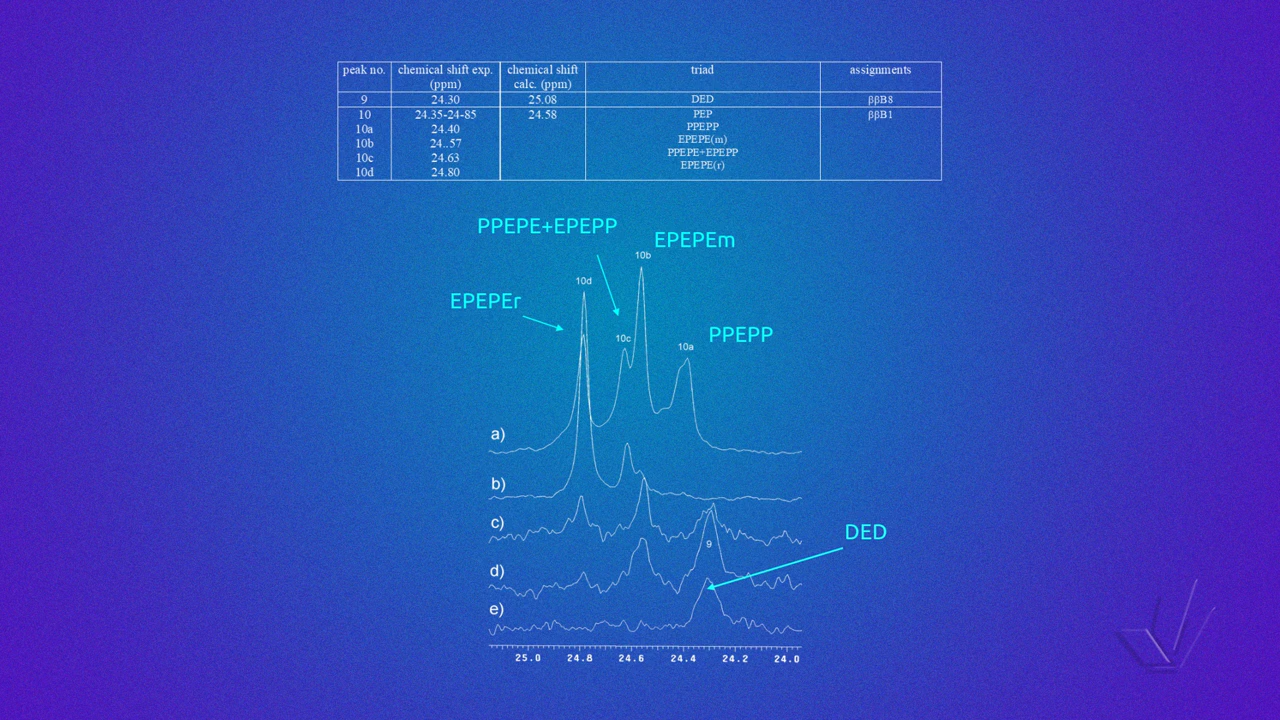 peak no. chemical shift exp. (ppm) chemical shift calc. (ppm) triad assignments
9 24.30 25.08 DED ββB8
10 24.35-24-85 24.58 PEP ββB1
10a 24.40 PPEPP
10b 24..57 EPEPE(m)
10c 24.63 PPEPE+EPEPP
10d 24.80 EPEPE(r)
PPEPE+EPEPP
EPEPEm
10b
10d
EPEPEr
10c
PPEPP
10a
a)
b)
c)
DED
9
d)
e)
25.0 24.8 24.6 24.4 24.2 24.0